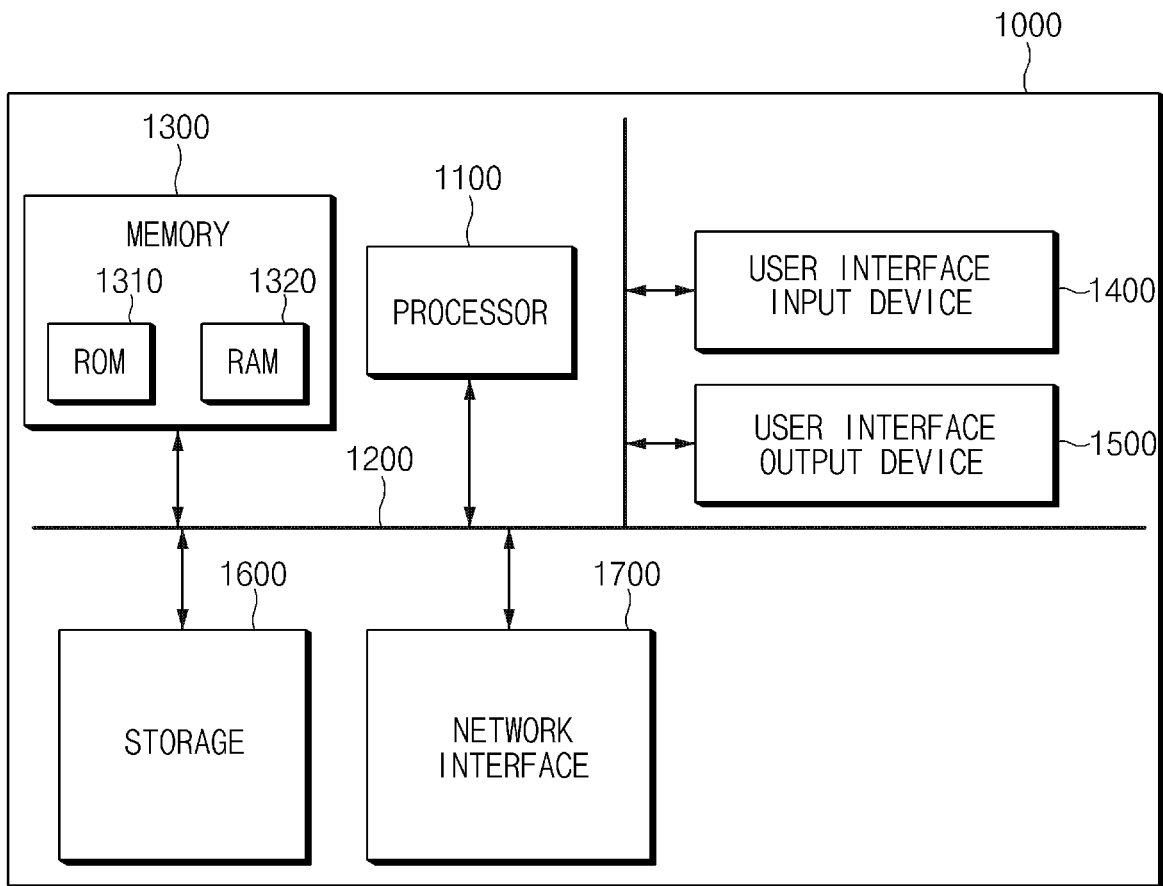 1000
1300
MEMORY
1310
1320
ROM
RAM
1100
PROCESSOR
USER INTERFACE
INPUT DEVICE
1400
USER INTERFACE
OUTPUT DEVICE
1500
1200
1600
STORAGE
1700
NETWORK
INTERFACE